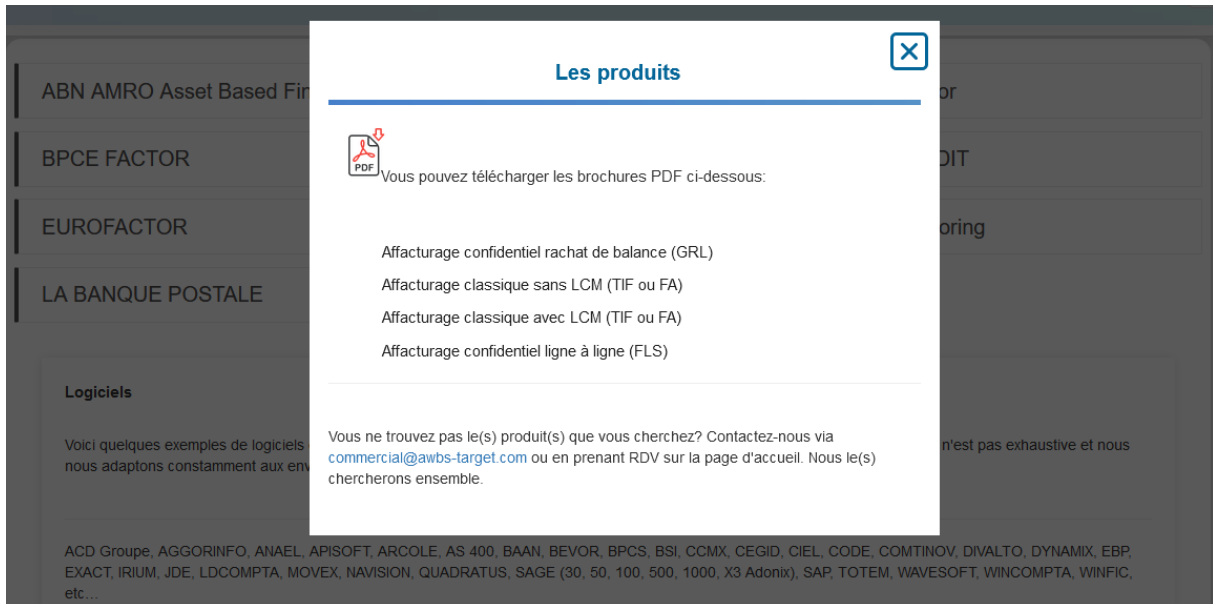 Les produits
ABN AMRO Asset Based Fin
or
PDF
Vous pouvez télécharger les brochures PDF ci-dessous:
BPCE FACTOR
DIT
EUROFACTOR
oring
Affacturage confidentiel rachat de balance (GRL)
Affacturage classique sans LCM (TIF ou FA)
LA BANQUE POSTALE
Affacturage classique avec LCM (TIF ou FA)
Affacturage confidentiel ligne à ligne (FLS)
Logiciels
Vous ne trouvez pas le(s) produit(s) que vous cherchez? Contactez-nous via
commercial@awbs-target.com ou en prenant RDV sur la page d'accueil. Nous le(s)
chercherons ensemble.
Voici quelques exemples de logiciels
n'est pas exhaustive et nous
nous adaptons constamment aux env
ACD Groupe, AGGORINFO, ANAEL, APISOFT, ARCOLE, AS 400, BAAN, BEVOR, BPCS, BSI, CCMX, CEGID, CIEL, CODE, COMTINOV, DIVALTO, DYNAMIX, EBP,
EXACT, IRIUM, JDE, LDCOMPTA, MOVEX, NAVISION, QUADRATUS, SAGE (30, 50, 100, 500, 1000, X3 Adonix), SAP, TOTEM, WAVESOFT, WINCOMPTA, WINFIC,
etc...